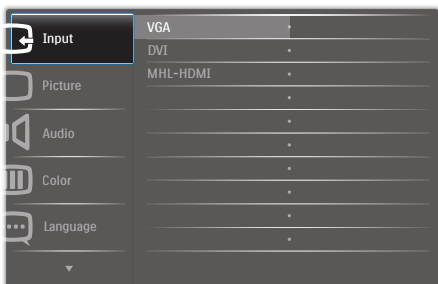 Input
Picture
Audio
Color
Language
VGA
DVI
MHL-HDMI